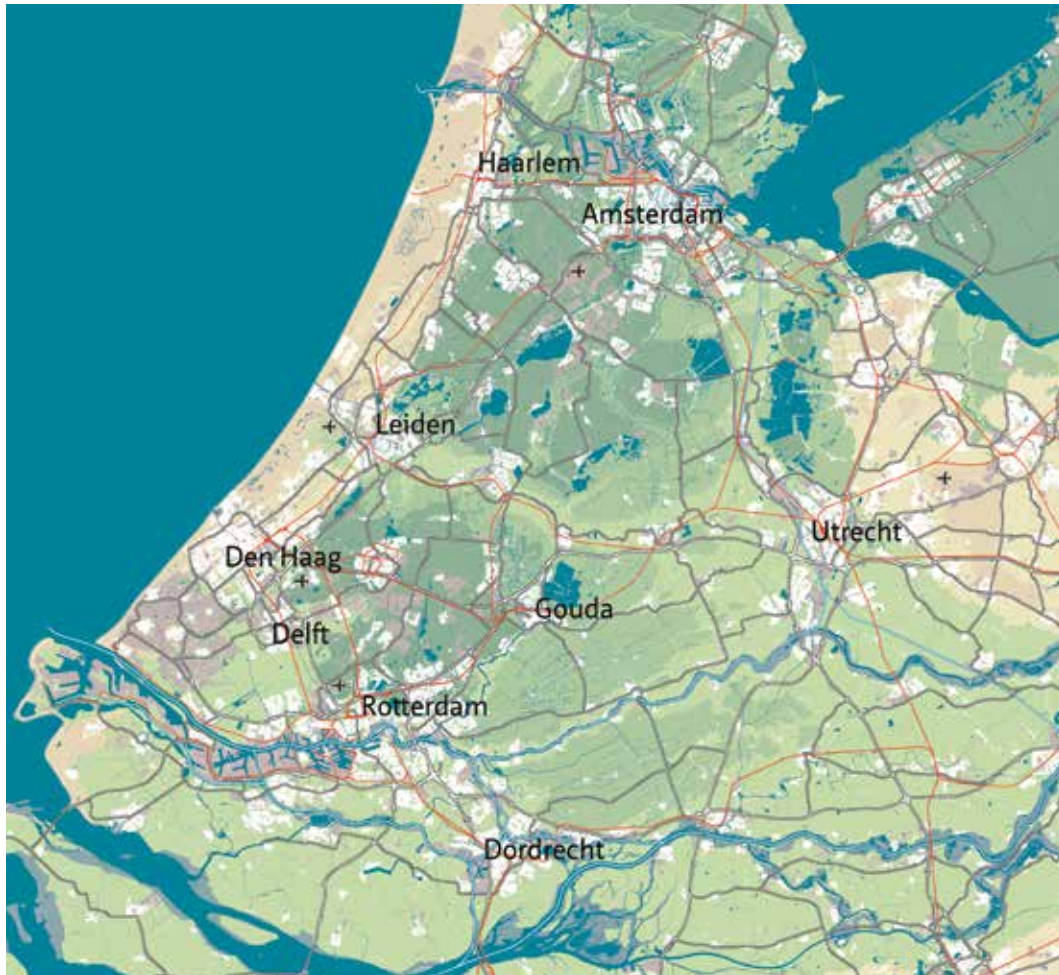 Haarlem
Amsterdam
Leiden
Utrecht
Den Haag
Gouda
Delft
Rotterdam
Dordrecht